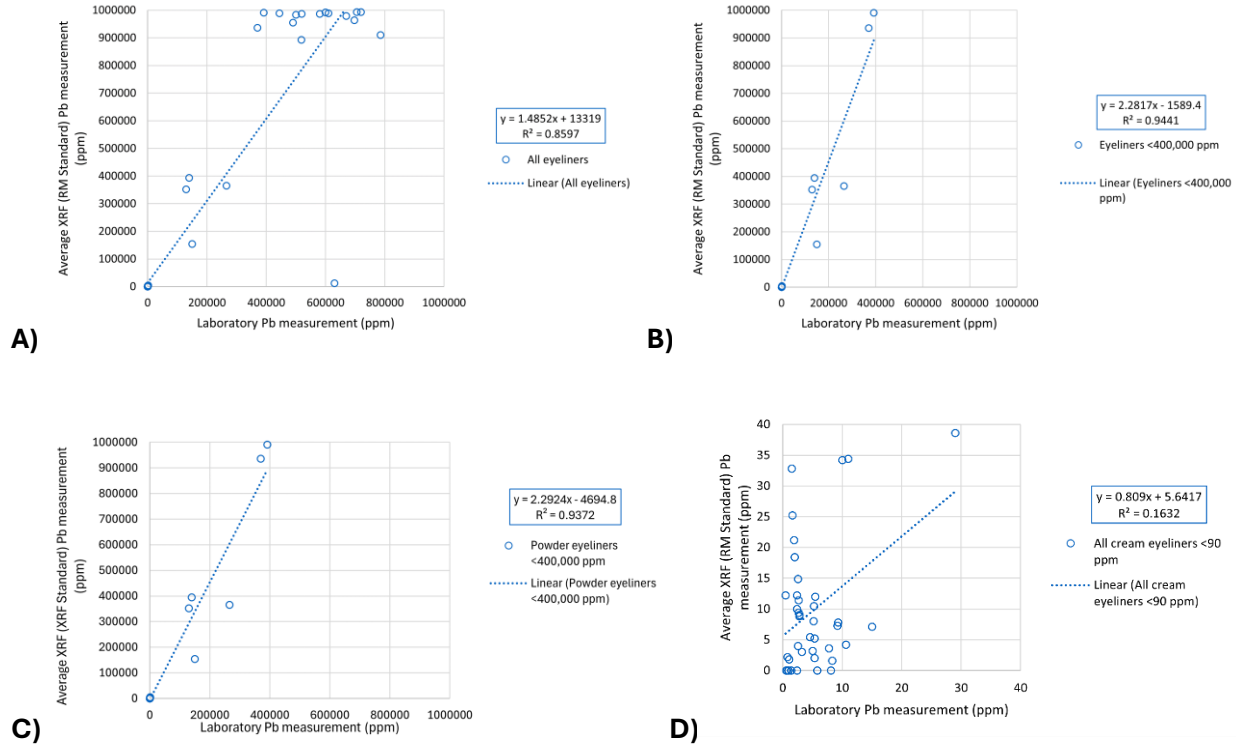 1000000
900000
800000
700000
600000
500000
400000
300000
200000
100000
0
0 200000 400000 600000 800000 1000000
Average XRF (RM Standard) Pb measurement
(ppm)
Laboratory Pb measurement (ppm)
y = 1.4852x + 13319
R² = 0.8597
All eyeliners
Linear (All eyeliners)
A)
1000000
900000
800000
700000
600000
500000
400000
300000
200000
100000
0
0 200000 400000 600000 800000 1000000
Average XRF (RM Standard) Pb measurement
(ppm)
Laboratory Pb measurement (ppm)
y = 2.2817x - 1589.4
R² = 0.9441
Eyeliners <400,000 ppm
Linear (Eyeliners <400,000
ppm)
B)
1000000
900000
800000
700000
600000
500000
400000
300000
200000
100000
0
0 200000 400000 600000 800000 1000000
Average XRF (XRF Standard) Pb measurement
(ppm)
Laboratory Pb measurement (ppm)
y = 2.2924x - 4694.8
R² = 0.9372
Powder eyeliners
<400,000 ppm
Linear (Powder eyeliners
<400,000 ppm)
C)
40
35
30
25
20
15
10
5
0
0 10 20 30 40
Average XRF (RM Standard) Pb
measurement (ppm)
Laboratory Pb measurement (ppm)
y = 0.809x + 5.6417
R² = 0.1632
All cream eyeliners <90
ppm
Linear (All cream
eyeliners <90 ppm)
D)